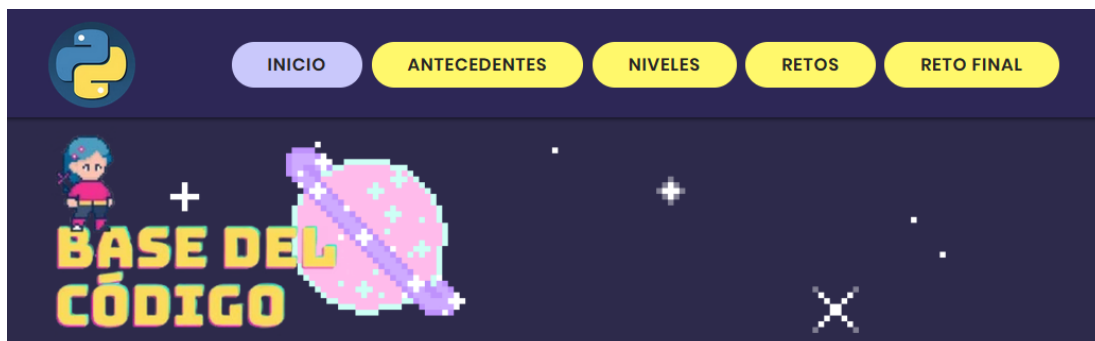 INICIO ANTECEDENTES NIVELES RETOS RETO FINAL
BASE DEL
CÓDIGO